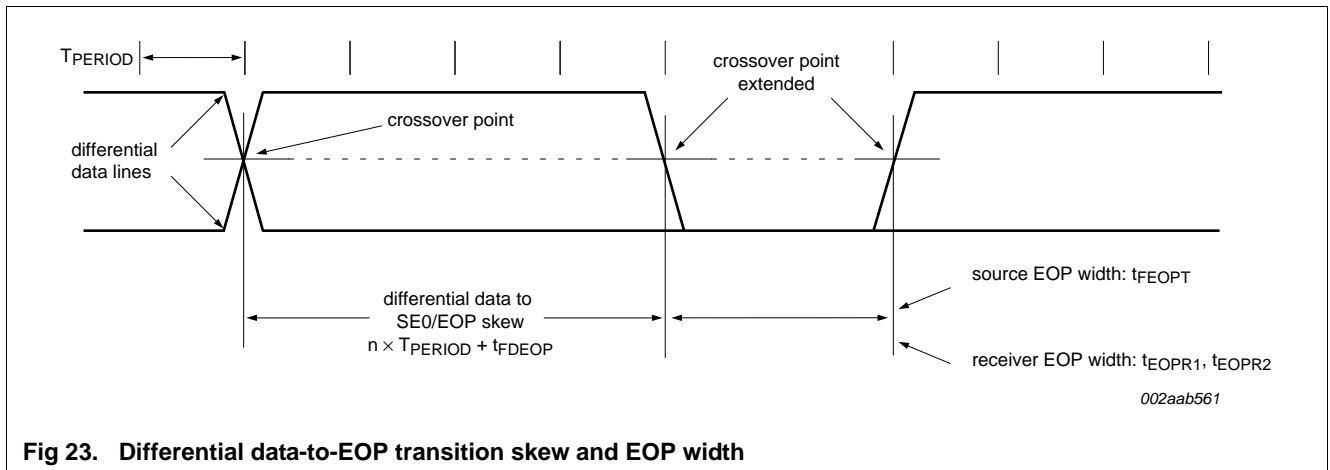 TPERIOD
crossover point
extended
crossover point
differential
data lines
differential data to
SE0/EOP skew
n × TPERIOD + tFDEOP
source EOP width: tFEOPT
receiver EOP width: tEOPR1, tEOPR2
002aab561
Fig 23. Differential data-to-EOP transition skew and EOP width